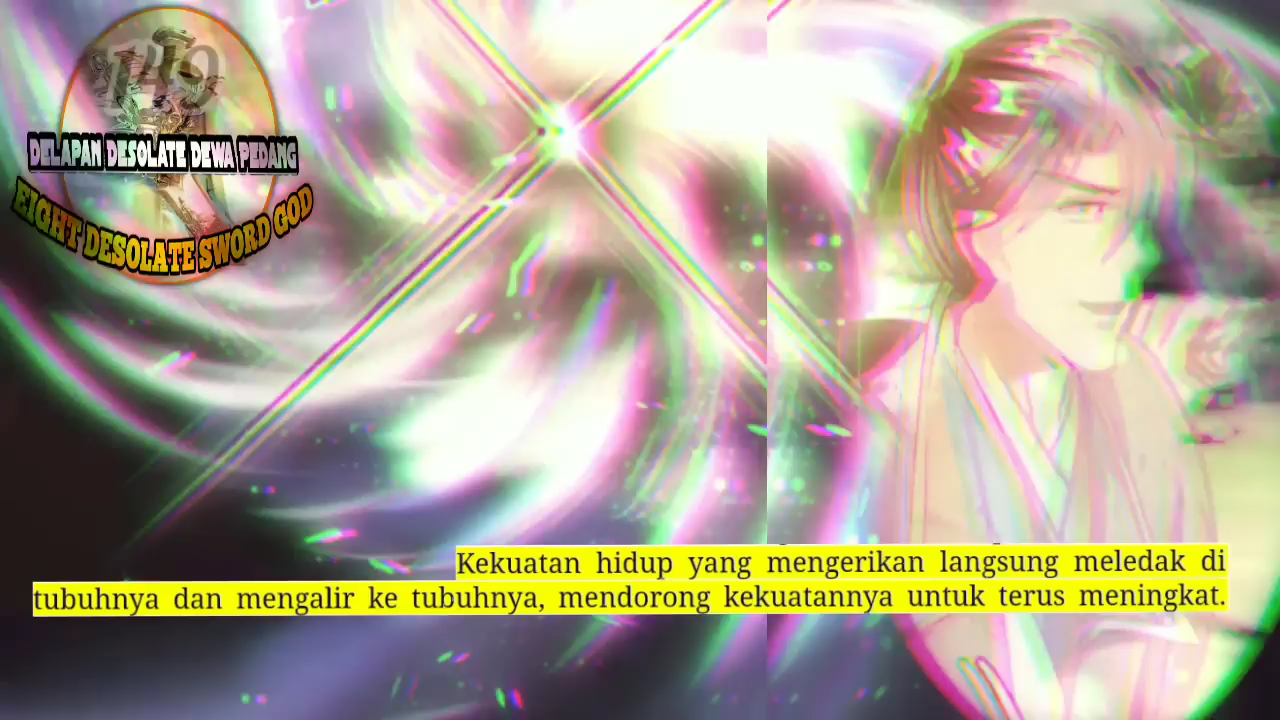 149
DELAPAN DESOLATE DEWA PEDANG
EIGHT DESOLATE SWORD GOD
Kekuatan hidup yang mengerikan langsung meledak di
tubuhnya dan mengalir ke tubuhnya, mendorong kekuatannya untuk terus meningkat.